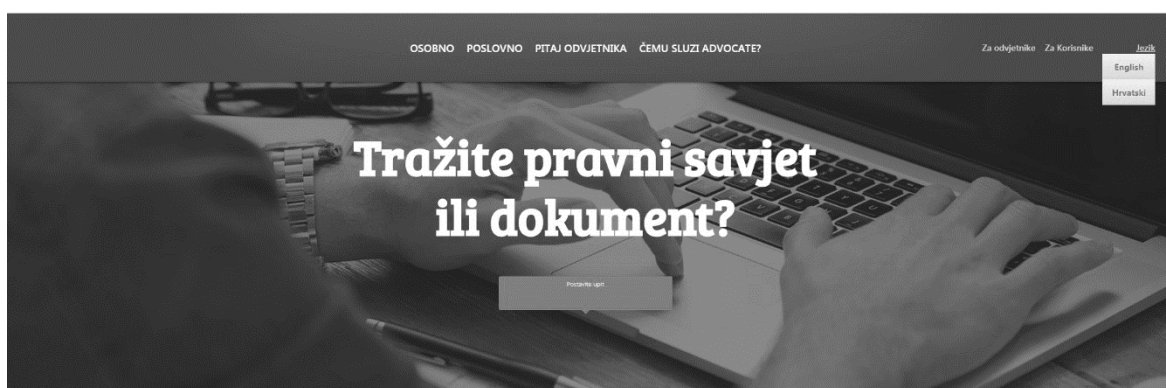 OSOBNO POSLOVNO PITAJ ODVJETNIKA ČEMU SLUZI ADVOCATE?
Za odvjetnike Za Korisnike Jezik
English
Hrvatski
Tražite pravni savjet
ili dokument?
Postavite upit